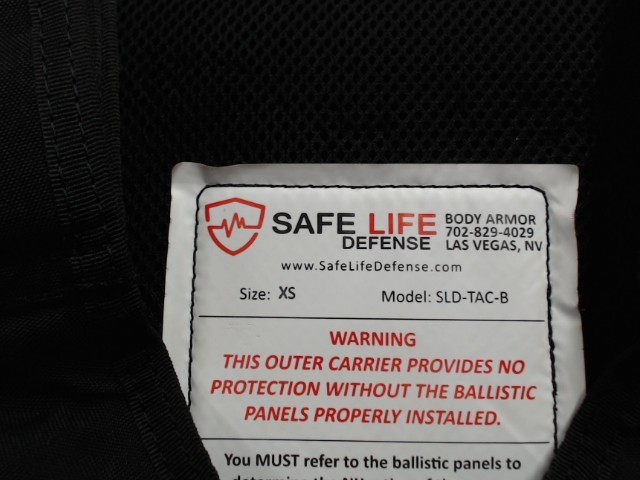 SAFE LIFE
DEFENSE
BODY ARMOR
702-829-4029
LAS VEGAS, NV
www.SafeLifeDefense.com
Size: XS Model: SLD-TAC-B
WARNING
THIS OUTER CARRIER PROVIDES NO
PROTECTION WITHOUT THE BALLISTIC
PANELS PROPERLY INSTALLED.
You MUST refer to the ballistic panels to
determine the